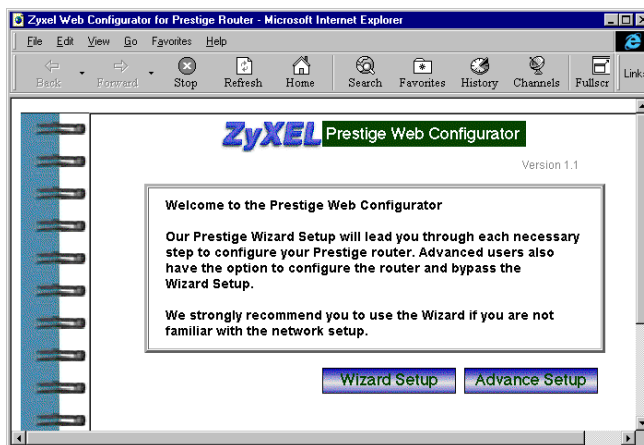 Zyxel Web Configurator for Prestige Router - Microsoft Internet Explorer
File Edit View Go Favorites Help
Back Forward Stop Refresh Home Search Favorites History Channels Fullscr Link
ZyXEL Prestige Web Configurator
Version 1.1
Welcome to the Prestige Web Configurator
Our Prestige Wizard Setup will lead you through each necessary
step to configure your Prestige router. Advanced users also
have the option to configure the router and bypass the
Wizard Setup.
We strongly recommend you to use the Wizard if you are not
familiar with the network setup.
Wizard Setup Advance Setup